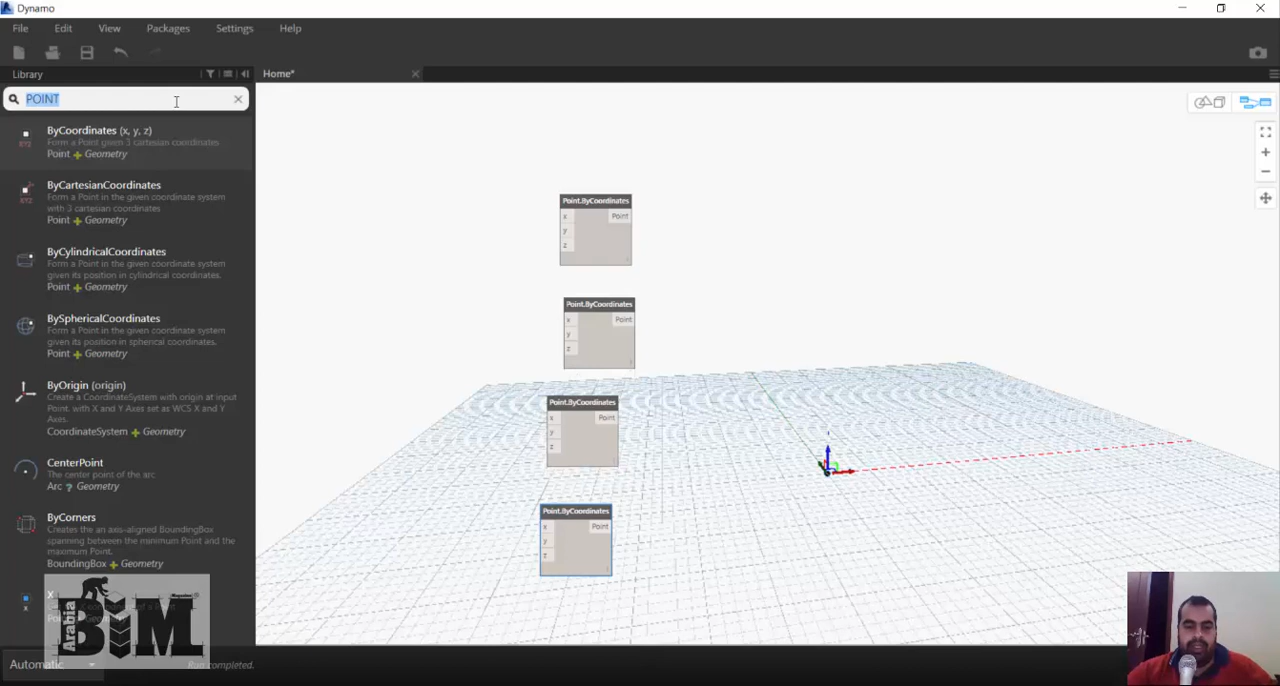 Dynamo
File Edit View Packages Settings Help
Library
Home*
POINT
ByCoordinates (x, y, z)
Form a Point given 3 cartesian coordinates
Point Geometry
ByCartesianCoordinates
Form a Point in the given coordinate system
with 3 cartesian coordinates
Point Geometry
ByCylindricalCoordinates
Form a Point in the given coordinate system
given its position in cylindrical coordinates.
Point Geometry
BySphericalCoordinates
Form a Point in the given coordinate system
given its position in spherical coordinates.
Point Geometry
ByOrigin (origin)
Create a CoordinateSystem with origin at input
Point, with X and Y Axes set as WCS X and Y
Axes.
CoordinateSystem Geometry
CenterPoint
The center point of the arc
Arc ? Geometry
ByCorners
Creates the an axis-aligned BoundingBox
spanning between the minimum Point and the
maximum Point.
BoundingBox Geometry
X
Arabia
BIM
Automatic
Run completed.
Point.ByCoordinates
x Point
y
z
Point.ByCoordinates
x Point
y
z
Point.ByCoordinates
x Point
y
z
Point.ByCoordinates
x Point
y
z